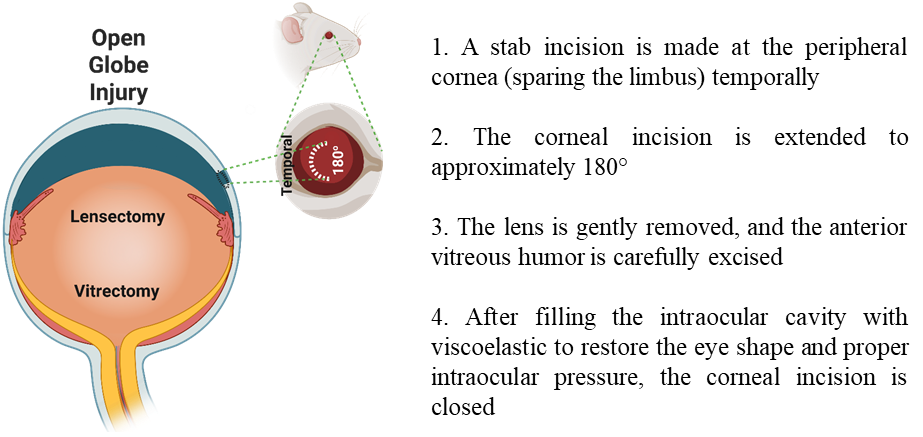 Open
Globe
Injury
Lensectomy
Vitrectomy
Temporal
180°
1. A stab incision is made at the peripheral
cornea (sparing the limbus) temporally
2. The corneal incision is extended to
approximately 180°
3. The lens is gently removed, and the anterior
vitreous humor is carefully excised
4. After filling the intraocular cavity with
viscoelastic to restore the eye shape and proper
intraocular pressure, the corneal incision is
closed